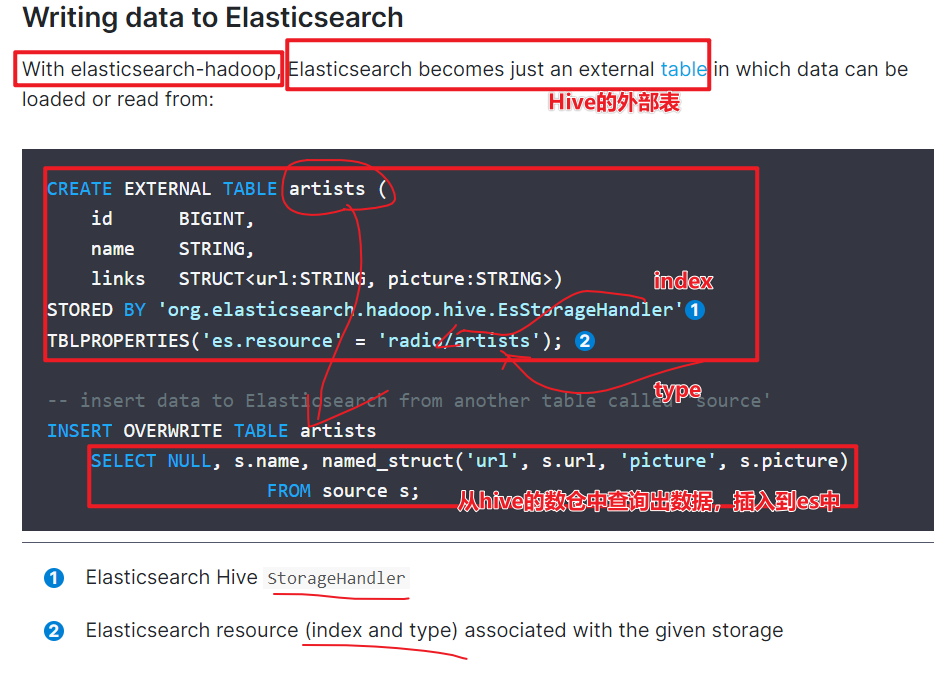 Writing data to Elasticsearch
With elasticsearch-hadoop, Elasticsearch becomes just an external table in which data can be
loaded or read from:
Hive的外部表
CREATE EXTERNAL TABLE artists (
id BIGINT,
name STRING,
links STRUCT<url:STRING, picture:STRING>)
index
STORED BY 'org.elasticsearch.hadoop.hive.EsStorageHandler' 1
TBLPROPERTIES('es.resource' = 'radio/artists'); 2
type
-- insert data to Elasticsearch from another table called 'source'
INSERT OVERWRITE TABLE artists
SELECT NULL, s.name, named_struct('url', s.url, 'picture', s.picture)
FROM source s;
从hive的数仓中查询出数据，插入到es中
1 Elasticsearch Hive StorageHandler
2 Elasticsearch resource (index and type) associated with the given storage